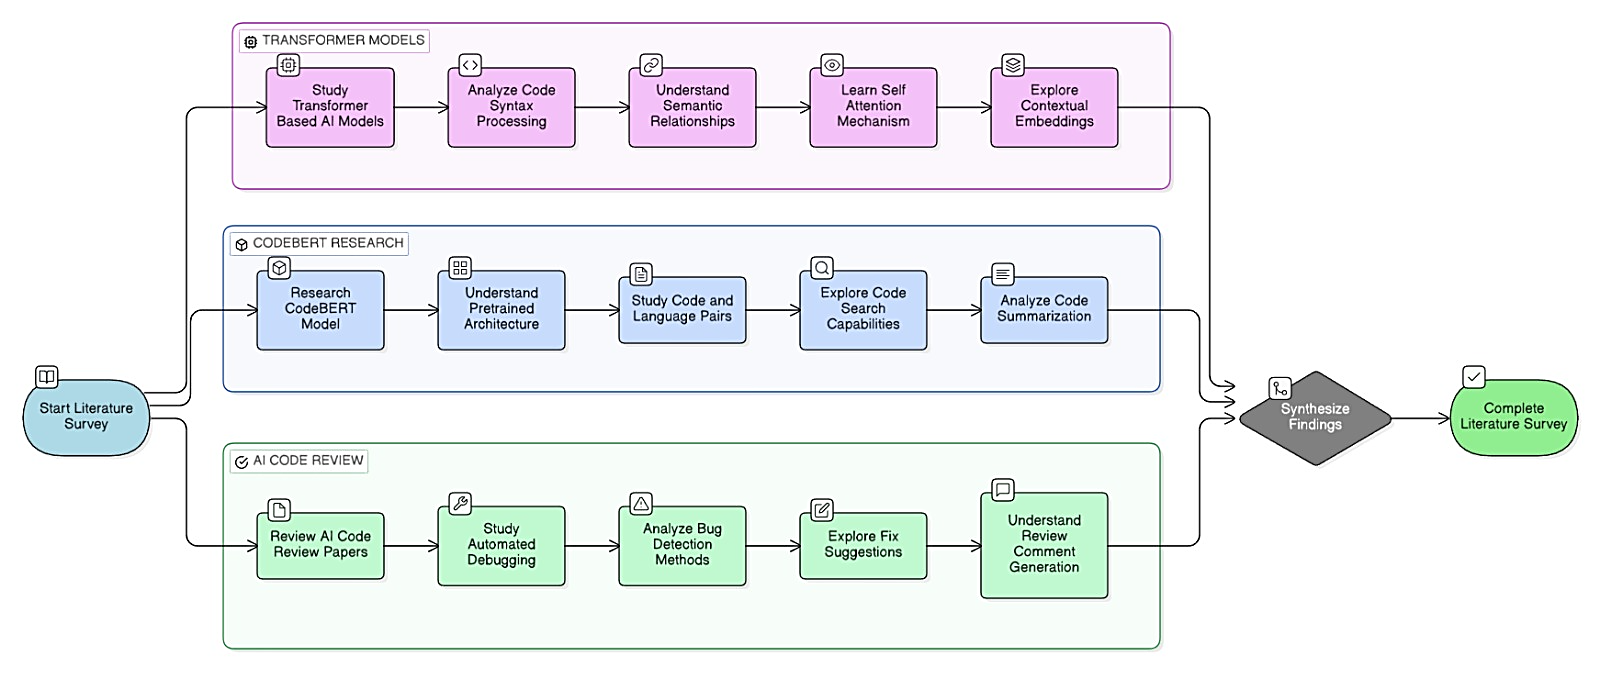 TRANSFORMER MODELS
Study
Transformer
Based AI Models
Analyze Code
Syntax
Processing
Understand
Semantic
Relationships
Learn Self
Attention
Mechanism
Explore
Contextual
Embeddings
CODEBERT RESEARCH
Research
CodeBERT
Model
Understand
Pretrained
Architecture
Study Code and
Language Pairs
Explore Code
Search
Capabilities
Analyze Code
Summarization
Start Literature
Survey
Synthesize
Findings
Complete
Literature Survey
AI CODE REVIEW
Review AI Code
Review Papers
Study
Automated
Debugging
Analyze Bug
Detection
Methods
Explore Fix
Suggestions
Understand
Review
Comment
Generation